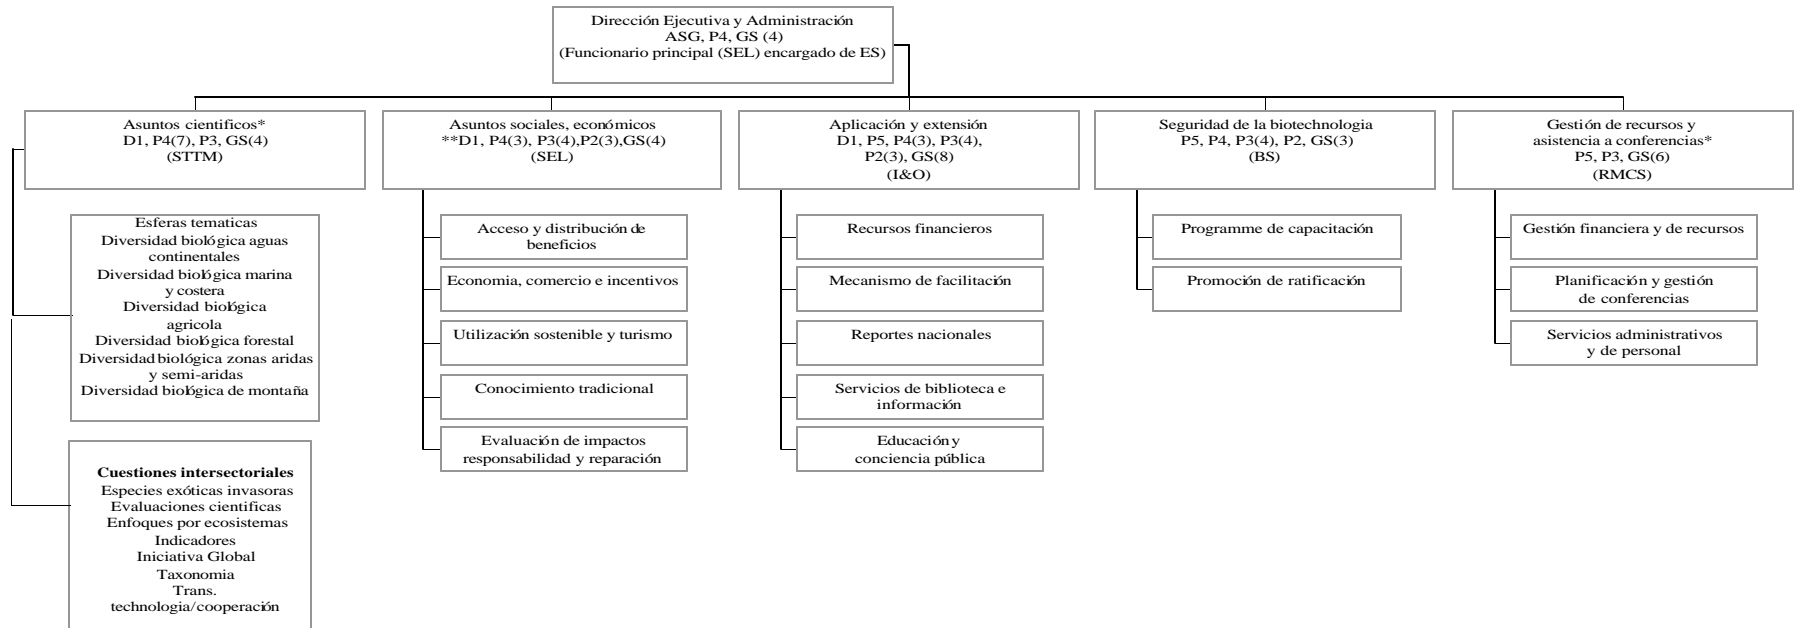 Dirección Ejecutiva y Administración
ASG, P4, GS (4)
(Funcionario principal (SEL) encargado de ES)
Asuntos cientificos*
D1, P4(7), P3, GS(4)
(STTM)
Asuntos sociales, económicos
**D1, P4(3), P3(4),P2(3),GS(4)
(SEL)
Aplicación y extensión
D1, P5, P4(3), P3(4),
P2(3), GS(8)
(I&O)
Seguridad de la biotechnologia
P5, P4, P3(4), P2, GS(3)
(BS)
Gestión de recursos y
asistencia a conferencias*
P5, P3, GS(6)
(RMCS)
Esferas tematicas
Diversidad biológica aguas
continentales
Diversidad biológica marina
y costera
Diversidad biológica
agricola
Diversidad biológica forestal
Diversidad biológica zonas aridas
y semi-aridas
Diversidad biológica de montaña
Cuestiones intersectoriales
Especies exóticas invasoras
Evaluaciones cientificas
Enfoques por ecosistemas
Indicadores
Iniciativa Global
Taxonomia
Trans.
technologia/cooperación
Acceso y distribución de
beneficios
Economia, comercio e incentivos
Utilización sostenible y turismo
Conocimiento tradicional
Evaluación de impactos
responsabilidad y reparación
Recursos financieros
Mecanismo de facilitación
Reportes nacionales
Servicios de biblioteca e
información
Educación y
conciencia pública
Programme de capacitación
Promoción de ratificación
Gestión financiera y de recursos
Planificación y gestión
de conferencias
Servicios administrativos
y de personal